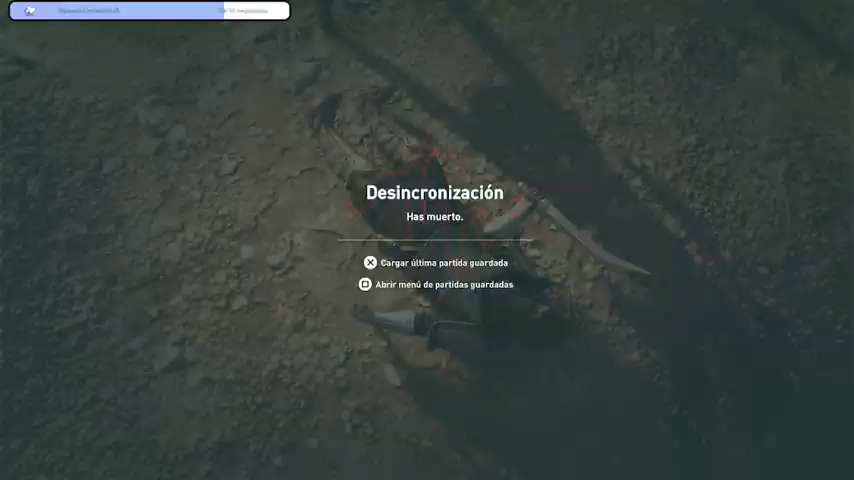 Desincronización
Has muerto.
Cargar última partida guardada
Abrir menú de partidas guardadas